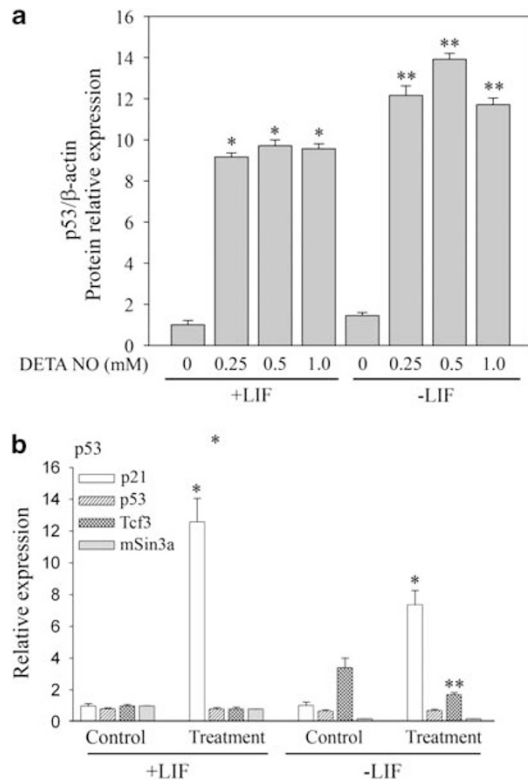 a
p53/β-actin
Protein relative expression
16
14
12
10
8
6
4
2
0
* * * ** ** **
DETA NO (mM) 0 0.25 0.5 1.0 0 0.25 0.5 1.0
+LIF -LIF
b
p53 *
Relative expression
16
14
12
10
8
6
4
2
0
p21
p53
Tcf3
mSin3a
* * **
Control Treatment Control Treatment
+LIF -LIF